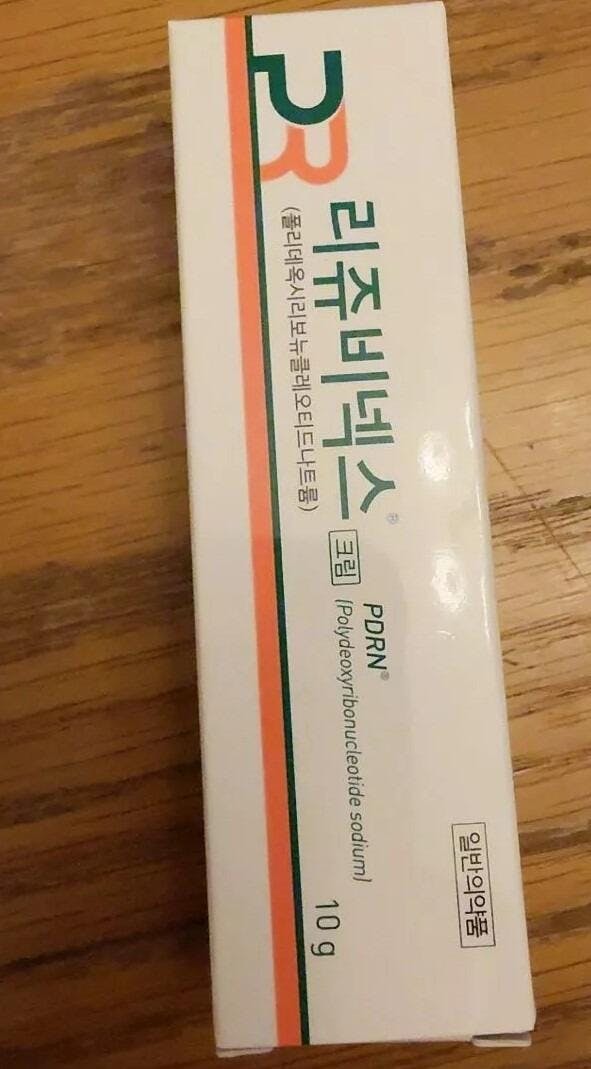 PR
리쥬비넥스®
(폴리데옥시리보뉴클레오티드나트륨)
크림
PDRN®
(Polydeoxyribonucleotide sodium)
10 g
일반의약품